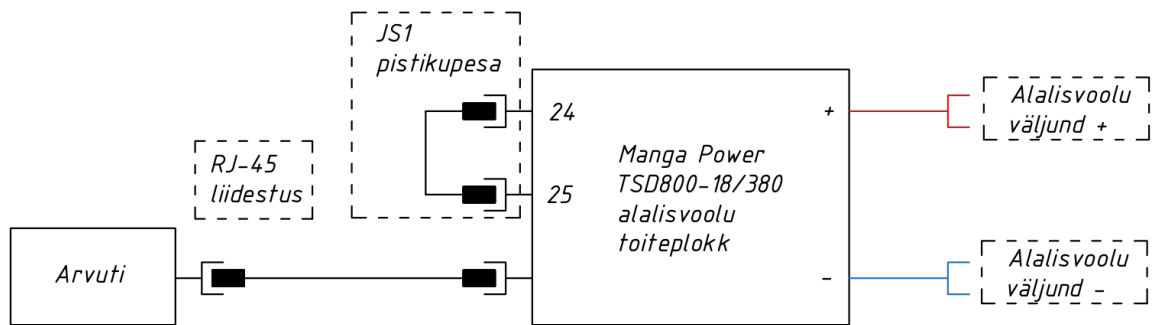 JS1
pistikupesa
24
25
RJ-45
liidestus
Arvuti
Manga Power
TSD800-18/380
alalisvoolu
toiteplokk
+
-
Alalisvoolu
väljund +
Alalisvoolu
väljund -